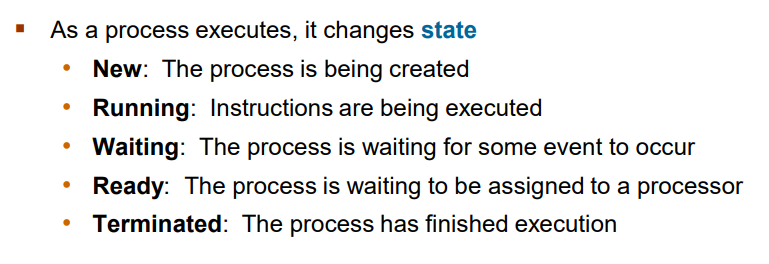 ▪ As a process executes, it changes state
• New: The process is being created
• Running: Instructions are being executed
• Waiting: The process is waiting for some event to occur
• Ready: The process is waiting to be assigned to a processor
• Terminated: The process has finished execution